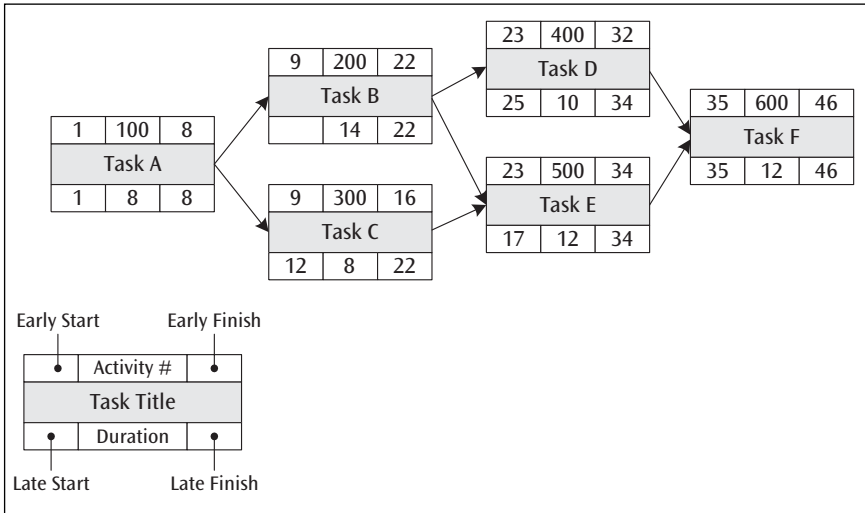 1 100 8
Task A
1 8 8
9 200 22
Task B
14 22
9 300 16
Task C
12 8 22
23 400 32
Task D
25 10 34
23 500 34
Task E
17 12 34
35 600 46
Task F
35 12 46
Early Start Early Finish
Activity #
Task Title
Duration
Late Start Late Finish